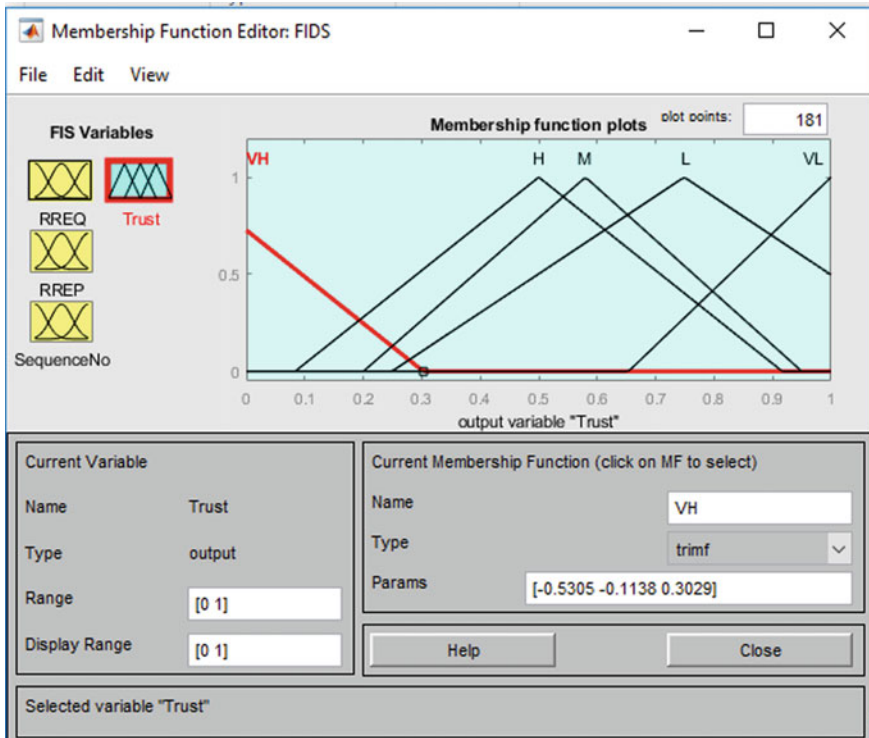 Membership Function Editor: FIDS
File Edit View
FIS Variables
RREQ
Trust
RREP
SequenceNo
Membership function plots
plot points:
181
VH H M L VL
1
0.5
0
0 0.1 0.2 0.3 0.4 0.5 0.6 0.7 0.8 0.9 1
output variable "Trust"
Current Variable
Name Trust
Type output
Range [0 1]
Display Range [0 1]
Current Membership Function (click on MF to select)
Name VH
Type trimf
Params [-0.5305 -0.1138 0.3029]
Help Close
Selected variable "Trust"